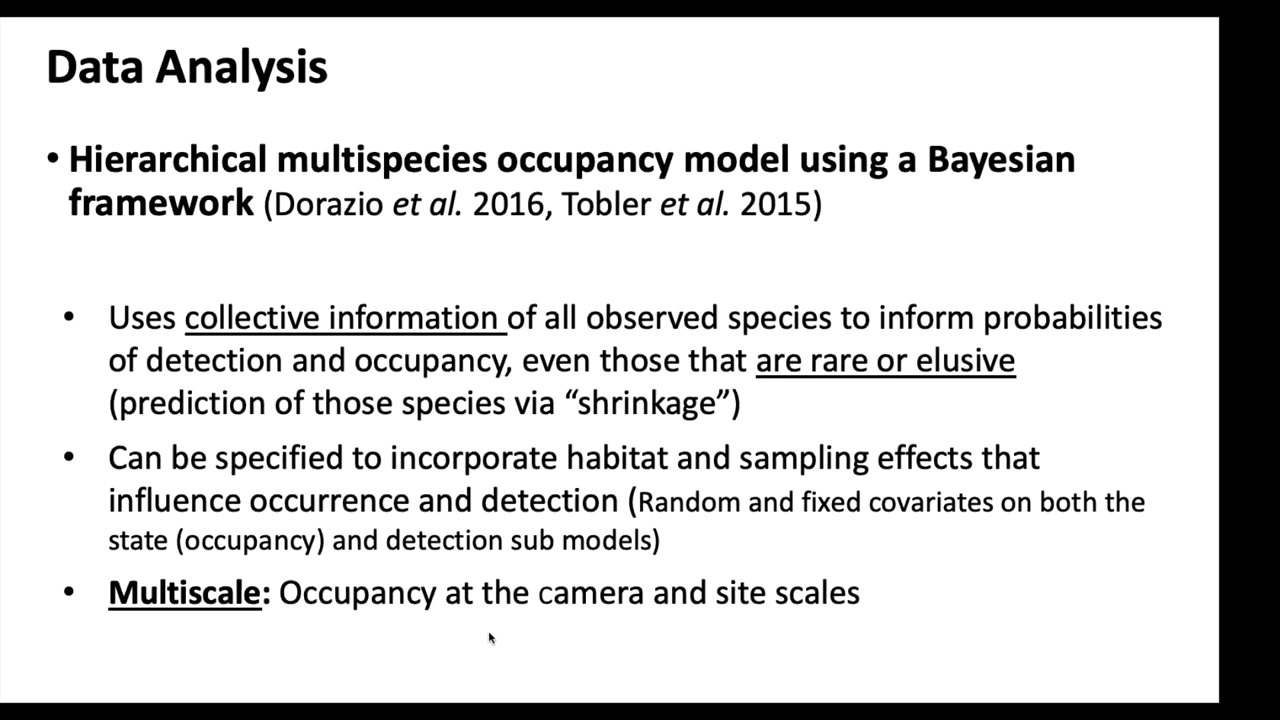 Data Analysis
• Hierarchical multispecies occupancy model using a Bayesian
framework (Dorazio et al. 2016, Tobler et al. 2015)
• Uses collective information of all observed species to inform probabilities
of detection and occupancy, even those that are rare or elusive
(prediction of those species via “shrinkage”)
• Can be specified to incorporate habitat and sampling effects that
influence occurrence and detection (Random and fixed covariates on both the
state (occupancy) and detection sub models)
• Multiscale: Occupancy at the camera and site scales